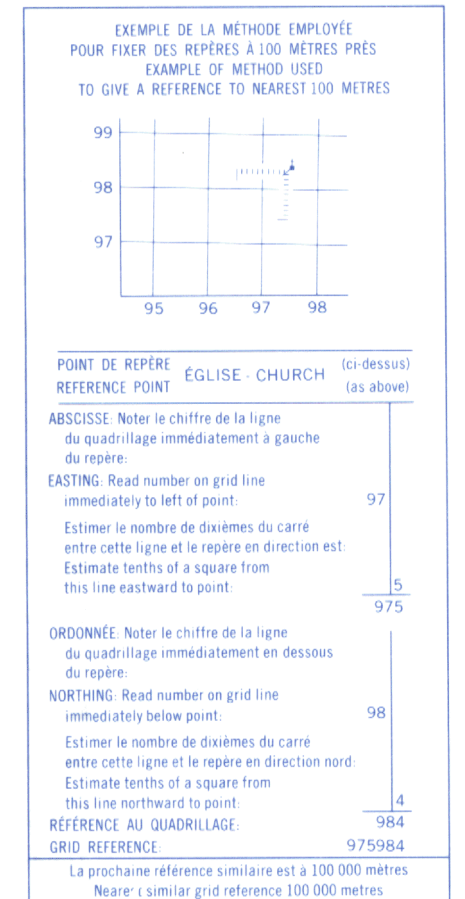 EXEMPLE DE LA MÉTHODE EMPLOYÉE
POUR FIXER DES REPÈRES À 100 MÈTRES PRÈS
EXAMPLE OF METHOD USED
TO GIVE A REFERENCE TO NEAREST 100 METRES
99
98
97
95 96 97 98
POINT DE REPÈRE
REFERENCE POINT
ÉGLISE - CHURCH
(ci-dessus)
(as above)
ABSCISSE: Noter le chiffre de la ligne
du quadrillage immédiatement à gauche
du repère:
EASTING: Read number on grid line
immediately to left of point: 97
Estimer le nombre de dixièmes du carré
entre cette ligne et le repère en direction est:
Estimate tenths of a square from
this line eastward to point: 5
975
ORDONNÉE: Noter le chiffre de la ligne
du quadrillage immédiatement en dessous
du repère:
NORTHING: Read number on grid line
immediately below point: 98
Estimer le nombre de dixièmes du carré
entre cette ligne et le repère en direction nord:
Estimate tenths of a square from
this line northward to point: 4
RÉFÉRENCE AU QUADRILLAGE: 984
GRID REFERENCE: 975984
La prochaine référence similaire est à 100 000 mètres
similar grid reference 100 000 metres